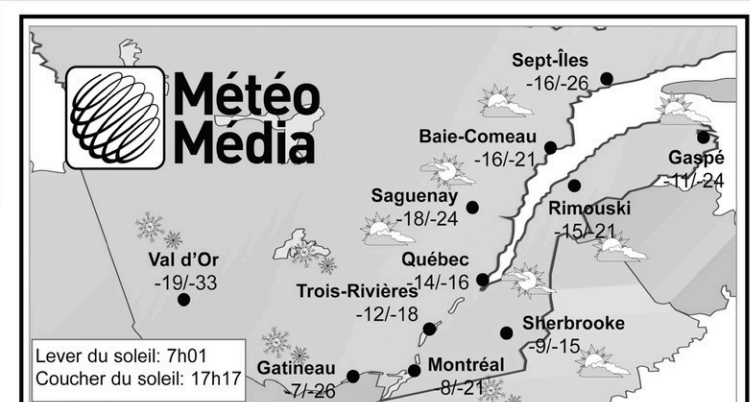 Météo
Média
Sept-Îles
-16/-26
Baie-Comeau
-16/-21
Gaspé
-11/-24
Saguenay
-18/-24
Rimouski
-15/-21
Val d'Or
-19/-33
Québec
-14/-16
Trois-Rivières
-12/-18
Sherbrooke
-9/-15
Lever du soleil: 7h01
Coucher du soleil: 17h17
Gatineau
-7/-26
Montréal
-8/-21